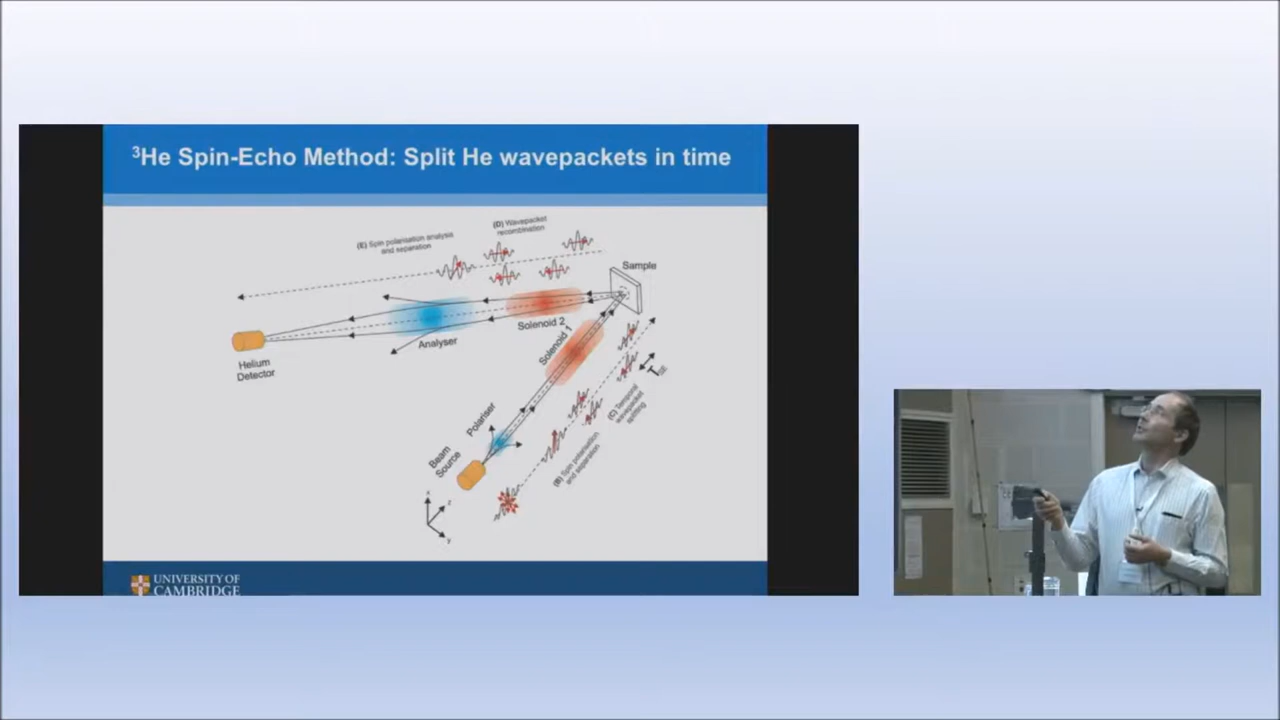 ³He Spin-Echo Method: Split He wavepackets in time
(E) Spin polarisation analysis
and separation
(D) Wavepacket
recombination
Sample
Solenoid 2
Solenoid 1
Analyser
Helium
Detector
T_SE
(C) Temporal
wavepacket
splitting
Polariser
(B) Spin polarisation
and separation
Beam
Source
x
z
y
UNIVERSITY OF
CAMBRIDGE